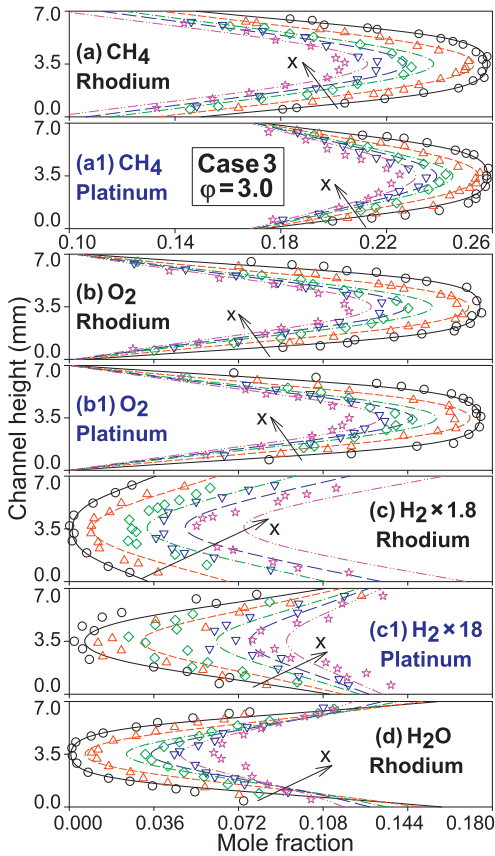 7.0
(a) CH4
x
3.5
Rhodium
0.0
7.0
(a1) CH4
Case 3
3.5
Platinum
φ = 3.0
x
0.0
0.10
0.14
0.18
0.22
0.26
7.0
(b) O2
3.5
Rhodium
x
0.0
7.0
(b1) O2
3.5
Platinum
x
0.0
7.0
(c) H2 × 1.8
3.5
Rhodium
x
0.0
7.0
(c1) H2 × 18
3.5
Platinum
x
0.0
7.0
(d) H2O
3.5
Rhodium
x
0.0
0.000
0.036
0.072
0.108
0.144
0.180
Mole fraction
Channel height (mm)